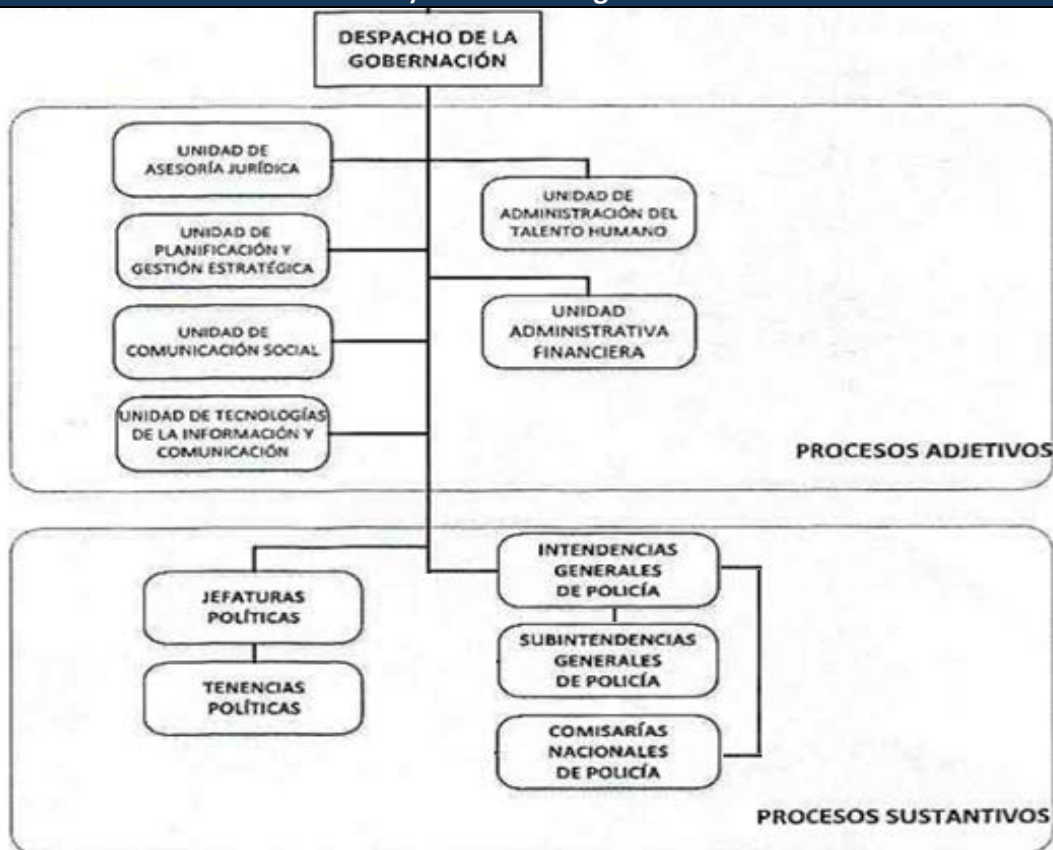 DESPACHO DE LA
GOBERNACIÓN
UNIDAD DE
ASESORÍA JURÍDICA
UNIDAD DE
ADMINISTRACIÓN DEL
TALENTO HUMANO
UNIDAD DE
PLANIFICACIÓN Y
GESTIÓN ESTRATÉGICA
UNIDAD
ADMINISTRATIVA
FINANCIERA
UNIDAD DE
COMUNICACIÓN SOCIAL
UNIDAD DE TECNOLOGÍAS
DE LA INFORMACIÓN Y
COMUNICACIÓN
PROCESOS ADJETIVOS
JEFATURAS
POLÍTICAS
TENENCIAS
POLÍTICAS
INTENDENCIAS
GENERALES
DE POLICÍA
SUBINTENDENCIAS
GENERALES
DE POLICÍA
COMISARÍAS
NACIONALES
DE POLICÍA
PROCESOS SUSTANTIVOS